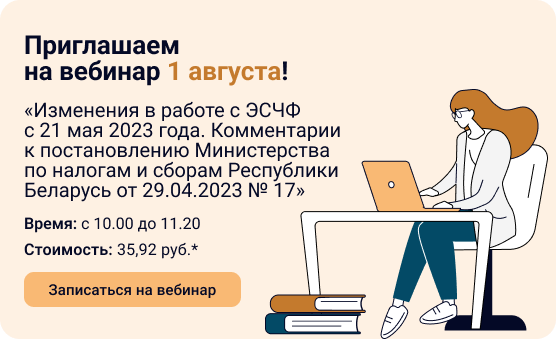 Приглашаем
на вебинар 1 августа!
«Изменения в работе с ЭСЧФ
с 21 мая 2023 года. Комментарии
к постановлению Министерства
по налогам и сборам Республики
Беларусь от 29.04.2023 № 17»
Время: с 10.00 до 11.20
Стоимость: 35,92 руб.*
Записаться на вебинар